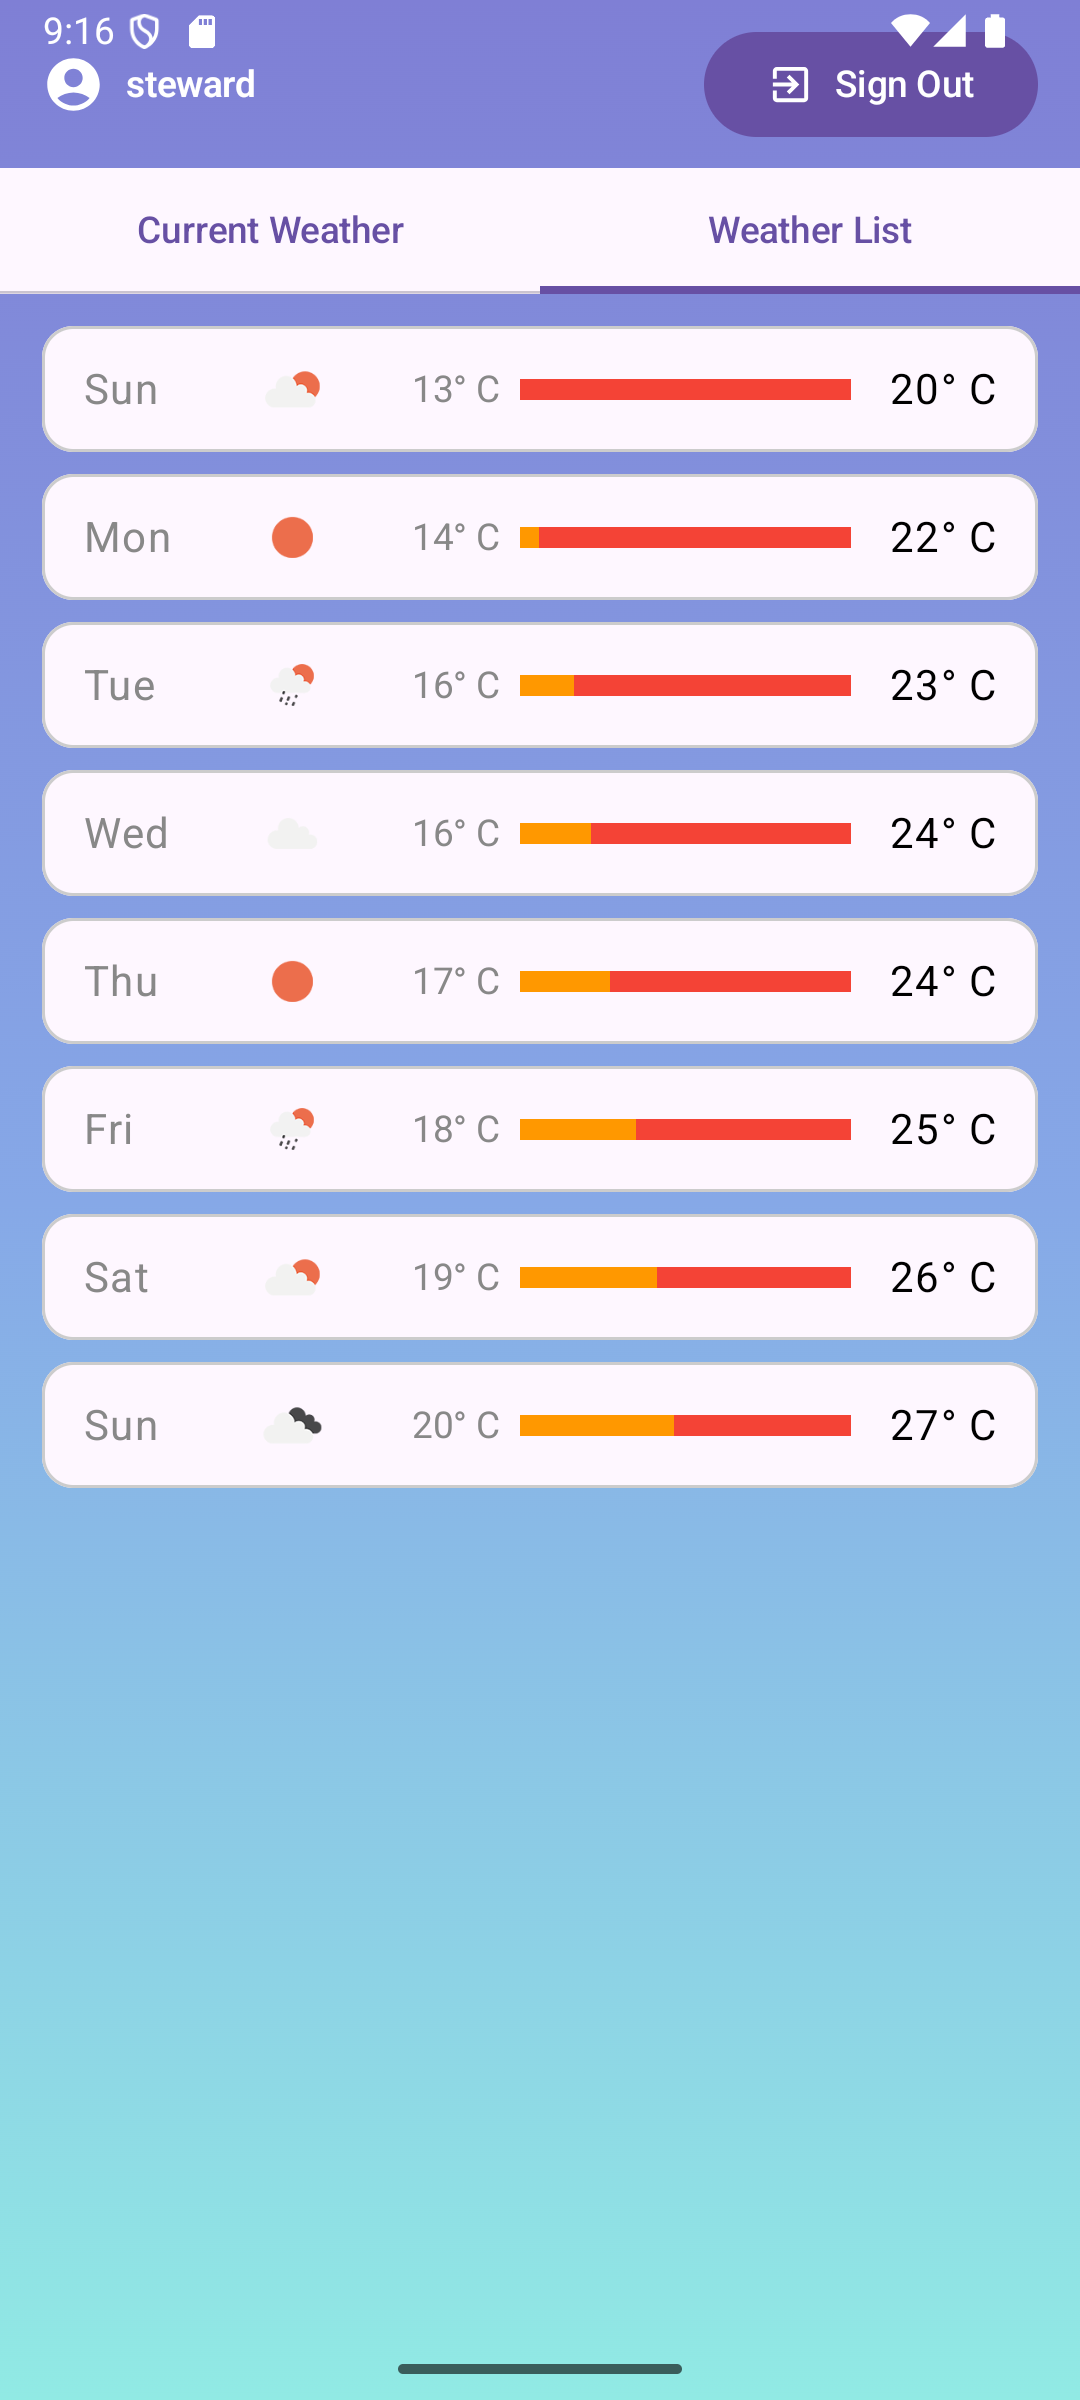 9:16
steward
Sign Out
Current Weather
Weather List
Sun 13° C 20° C
Mon 14° C 22° C
Tue 16° C 23° C
Wed 16° C 24° C
Thu 17° C 24° C
Fri 18° C 25° C
Sat 19° C 26° C
Sun 20° C 27° C